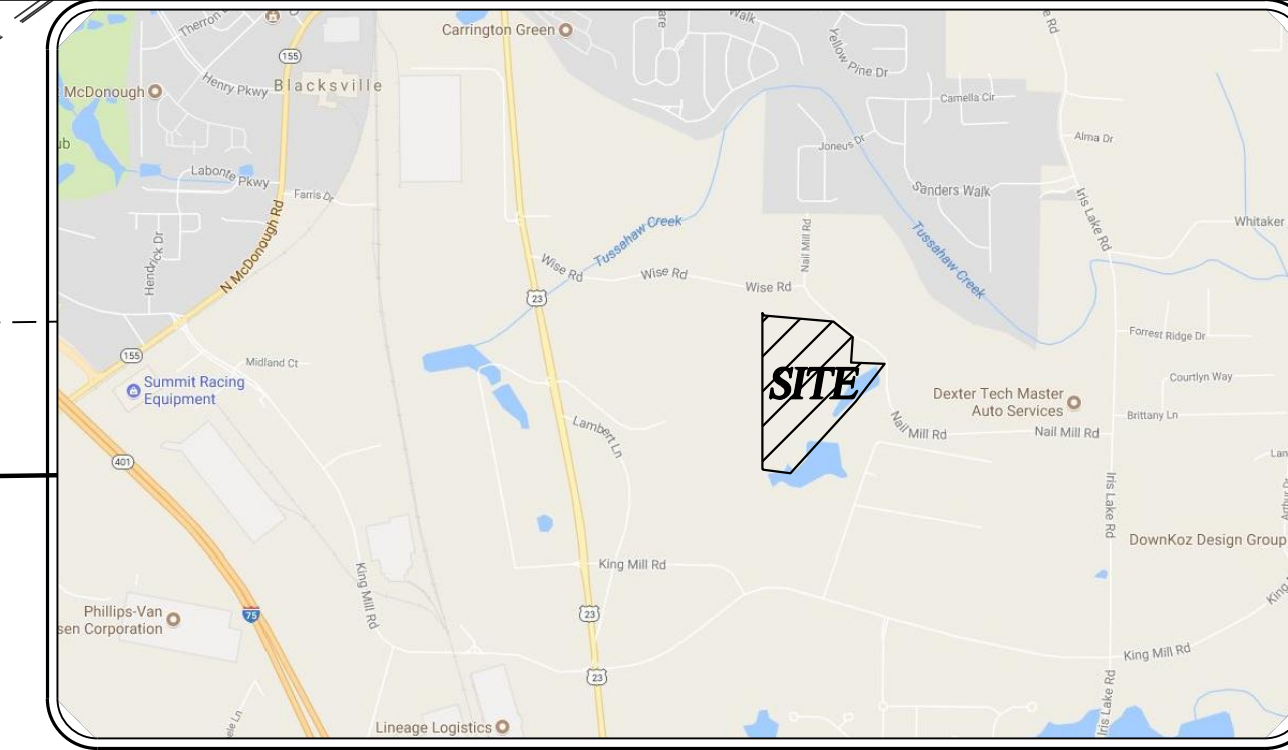 Therron
Walk
Carrington Green
155
Yellow Pine Dr
Henry Pkwy
Blacksville
McDonough
Camella Cir
Alma Dr
Joneus Dr
Labonte Pkwy
Farris Dr
Sanders Walk
Iris Lake Rd
Whitaker
N McDonough Rd
Hendrick Dr
Tussahaw Creek
Nail Mill Rd
Tussahaw Creek
Wise Rd
Wise Rd
Wise Rd
23
Forrest Ridge Dr
155
Midland Ct
Summit Racing
Equipment
SITE
Courtlyn Way
Dexter Tech Master
Auto Services
Brittany Ln
Lambert Ln
Nail Mill Rd
Nail Mill Rd
401
Iris Lake Rd
DownKoz Design Group
King Mill Rd
King Mill Rd
75
23
Phillips-Van
sen Corporation
King Mill Rd
23
Iris Lake Rd
Lineage Logistics